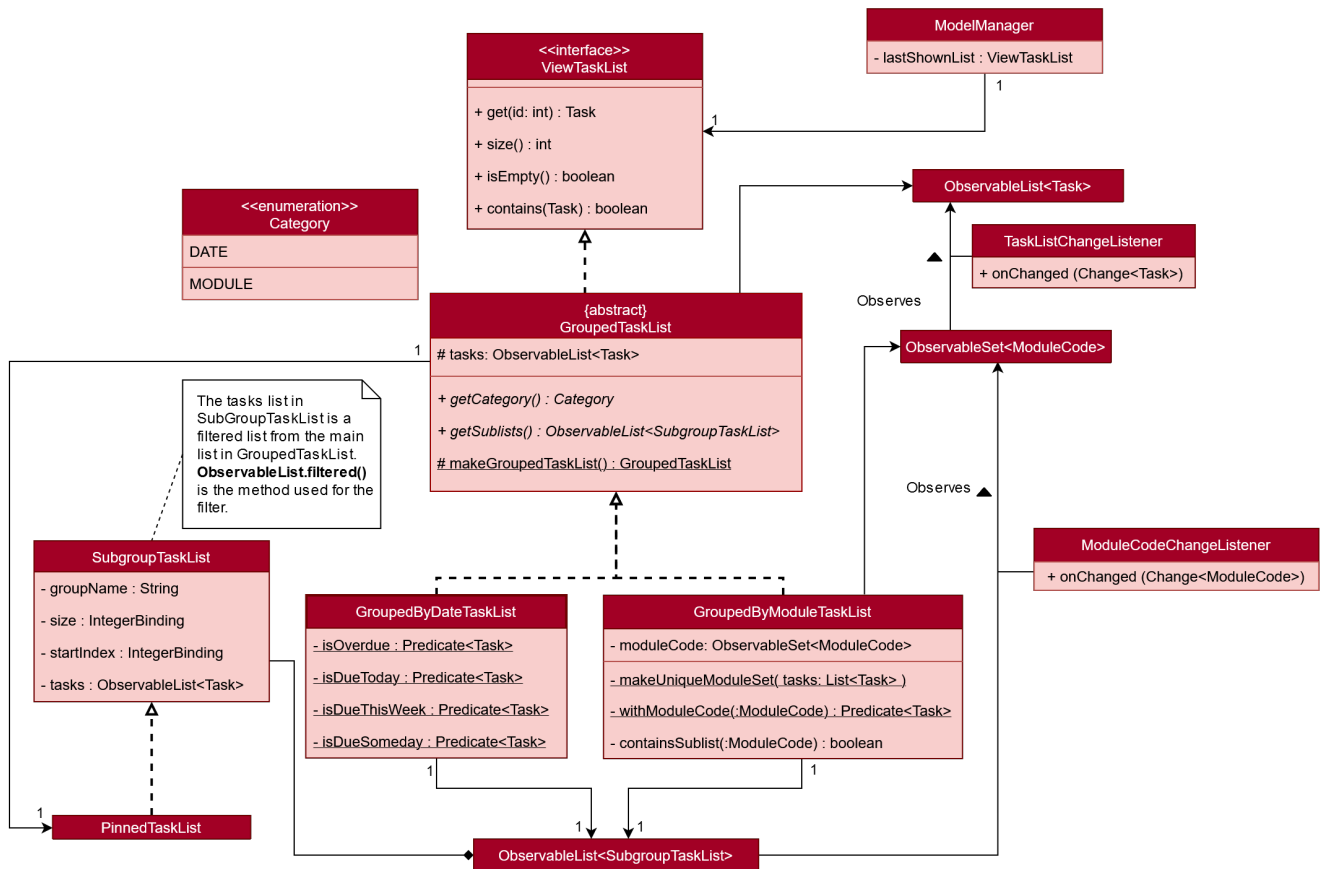 ModelManager
- lastShownList : ViewTaskList
1
1
<<interface>>
ViewTaskList
+ get(id: int) : Task
+ size() : int
+ isEmpty() : boolean
+ contains(Task) : boolean
<<enumeration>>
Category
DATE
MODULE
ObservableList<Task>
TaskListChangeListener
+ onChanged (Change<Task>)
Observes
ObservableSet<ModuleCode>
{abstract}
GroupedTaskList
# tasks: ObservableList<Task>
+ getCategory() : Category
+ getSublists() : ObservableList<SubgroupTaskList>
# makeGroupedTaskList() : GroupedTaskList
1
The tasks list in
SubGroupTaskList is a
filtered list from the main
list in GroupedTaskList.
ObservableList.filtered()
is the method used for the
filter.
Observes
ModuleCodeChangeListener
+ onChanged (Change<ModuleCode>)
SubgroupTaskList
- groupName : String
- size : IntegerBinding
- startIndex : IntegerBinding
- tasks : ObservableList<Task>
GroupedByDateTaskList
- isOverdue : Predicate<Task>
- isDueToday : Predicate<Task>
- isDueThisWeek : Predicate<Task>
- isDueSomeday : Predicate<Task>
GroupedByModuleTaskList
- moduleCode: ObservableSet<ModuleCode>
- makeUniqueModuleSet( tasks: List<Task> )
- withModuleCode(:ModuleCode) : Predicate<Task>
- containsSublist(:ModuleCode) : boolean
1
1
1
PinnedTaskList
1
1
ObservableList<SubgroupTaskList>